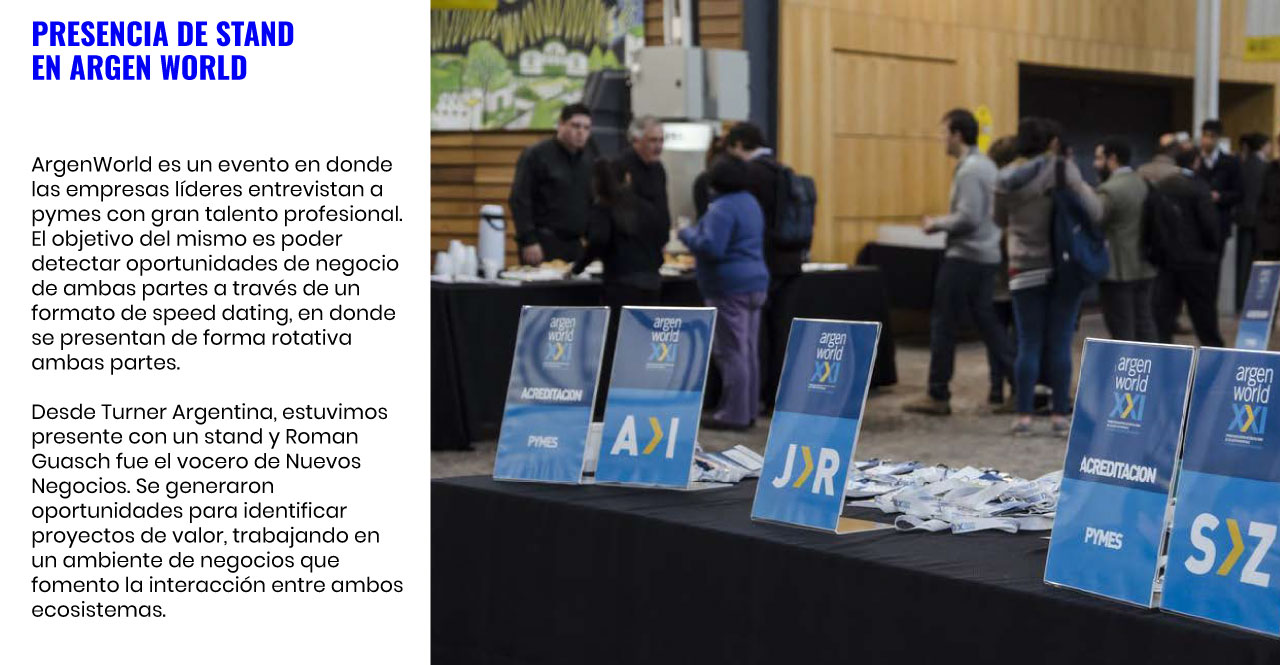 PRESENCIA DE STAND
EN ARGEN WORLD
ArgenWorld es un evento en donde
las empresas líderes entrevistan a
pymes con gran talento profesional.
El objetivo del mismo es poder
detectar oportunidades de negocio
de ambas partes a través de un
formato de speed dating, en donde
se presentan de forma rotativa
ambas partes.
Desde Turner Argentina, estuvimos
presente con un stand y Roman
Guasch fue el vocero de Nuevos
Negocios. Se generaron
oportunidades para identificar
proyectos de valor, trabajando en
un ambiente de negocios que
fomento la interacción entre ambos
ecosistemas.
argen
world
XXI
ACREDITACION
PYMES
argen
world
XXI
A>I
argen
world
XXI
J>R
argen
world
XXI
ACREDITACION
PYMES
argen
world
XXI
S>Z